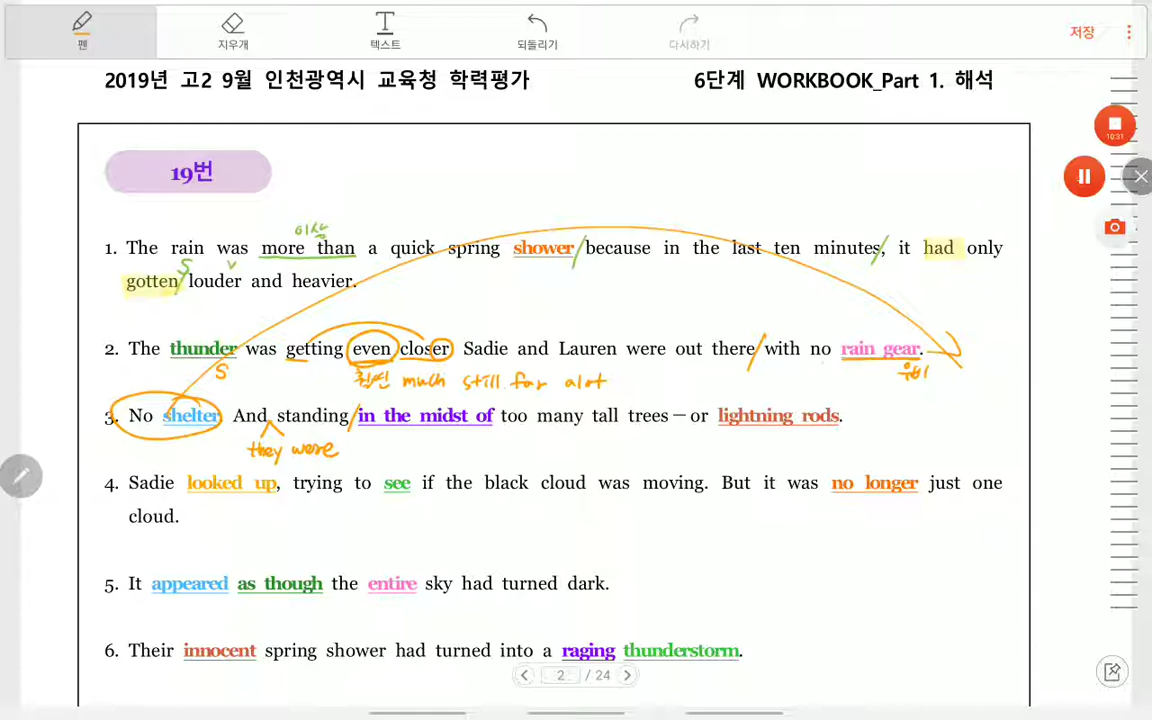 펜 지우개 텍스트 되돌리기 다시하기 저장
2019년 고2 9월 인천광역시 교육청 학력평가 6단계 WORKBOOK_Part 1. 해석
10:31
19번
이상
1. The rain was more than a quick spring shower/because in the last ten minutes/, it had only
S v
gotten/louder and heavier.
2. The thunder was getting even closer. Sadie and Lauren were out there/with no rain gear.
S 훨씬 much still far a lot 우비
3. No shelter. And standing/in the midst of too many tall trees — or lightning rods.
they were
4. Sadie looked up, trying to see if the black cloud was moving. But it was no longer just one
cloud.
5. It appeared as though the entire sky had turned dark.
6. Their innocent spring shower had turned into a raging thunderstorm.
2 / 24